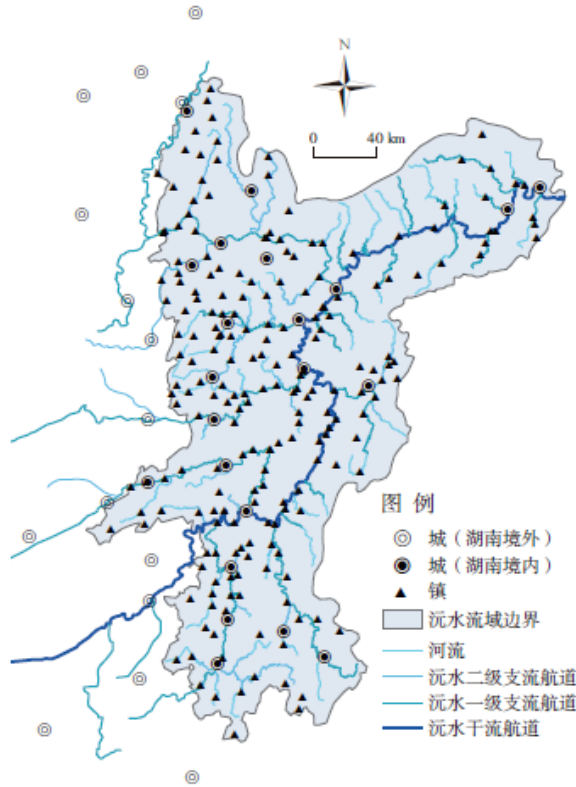 N
0 40 km
图 例
城（湖南境外）
城（湖南境内）
镇
沅水流域边界
河流
沅水二级支流航道
沅水一级支流航道
沅水干流航道